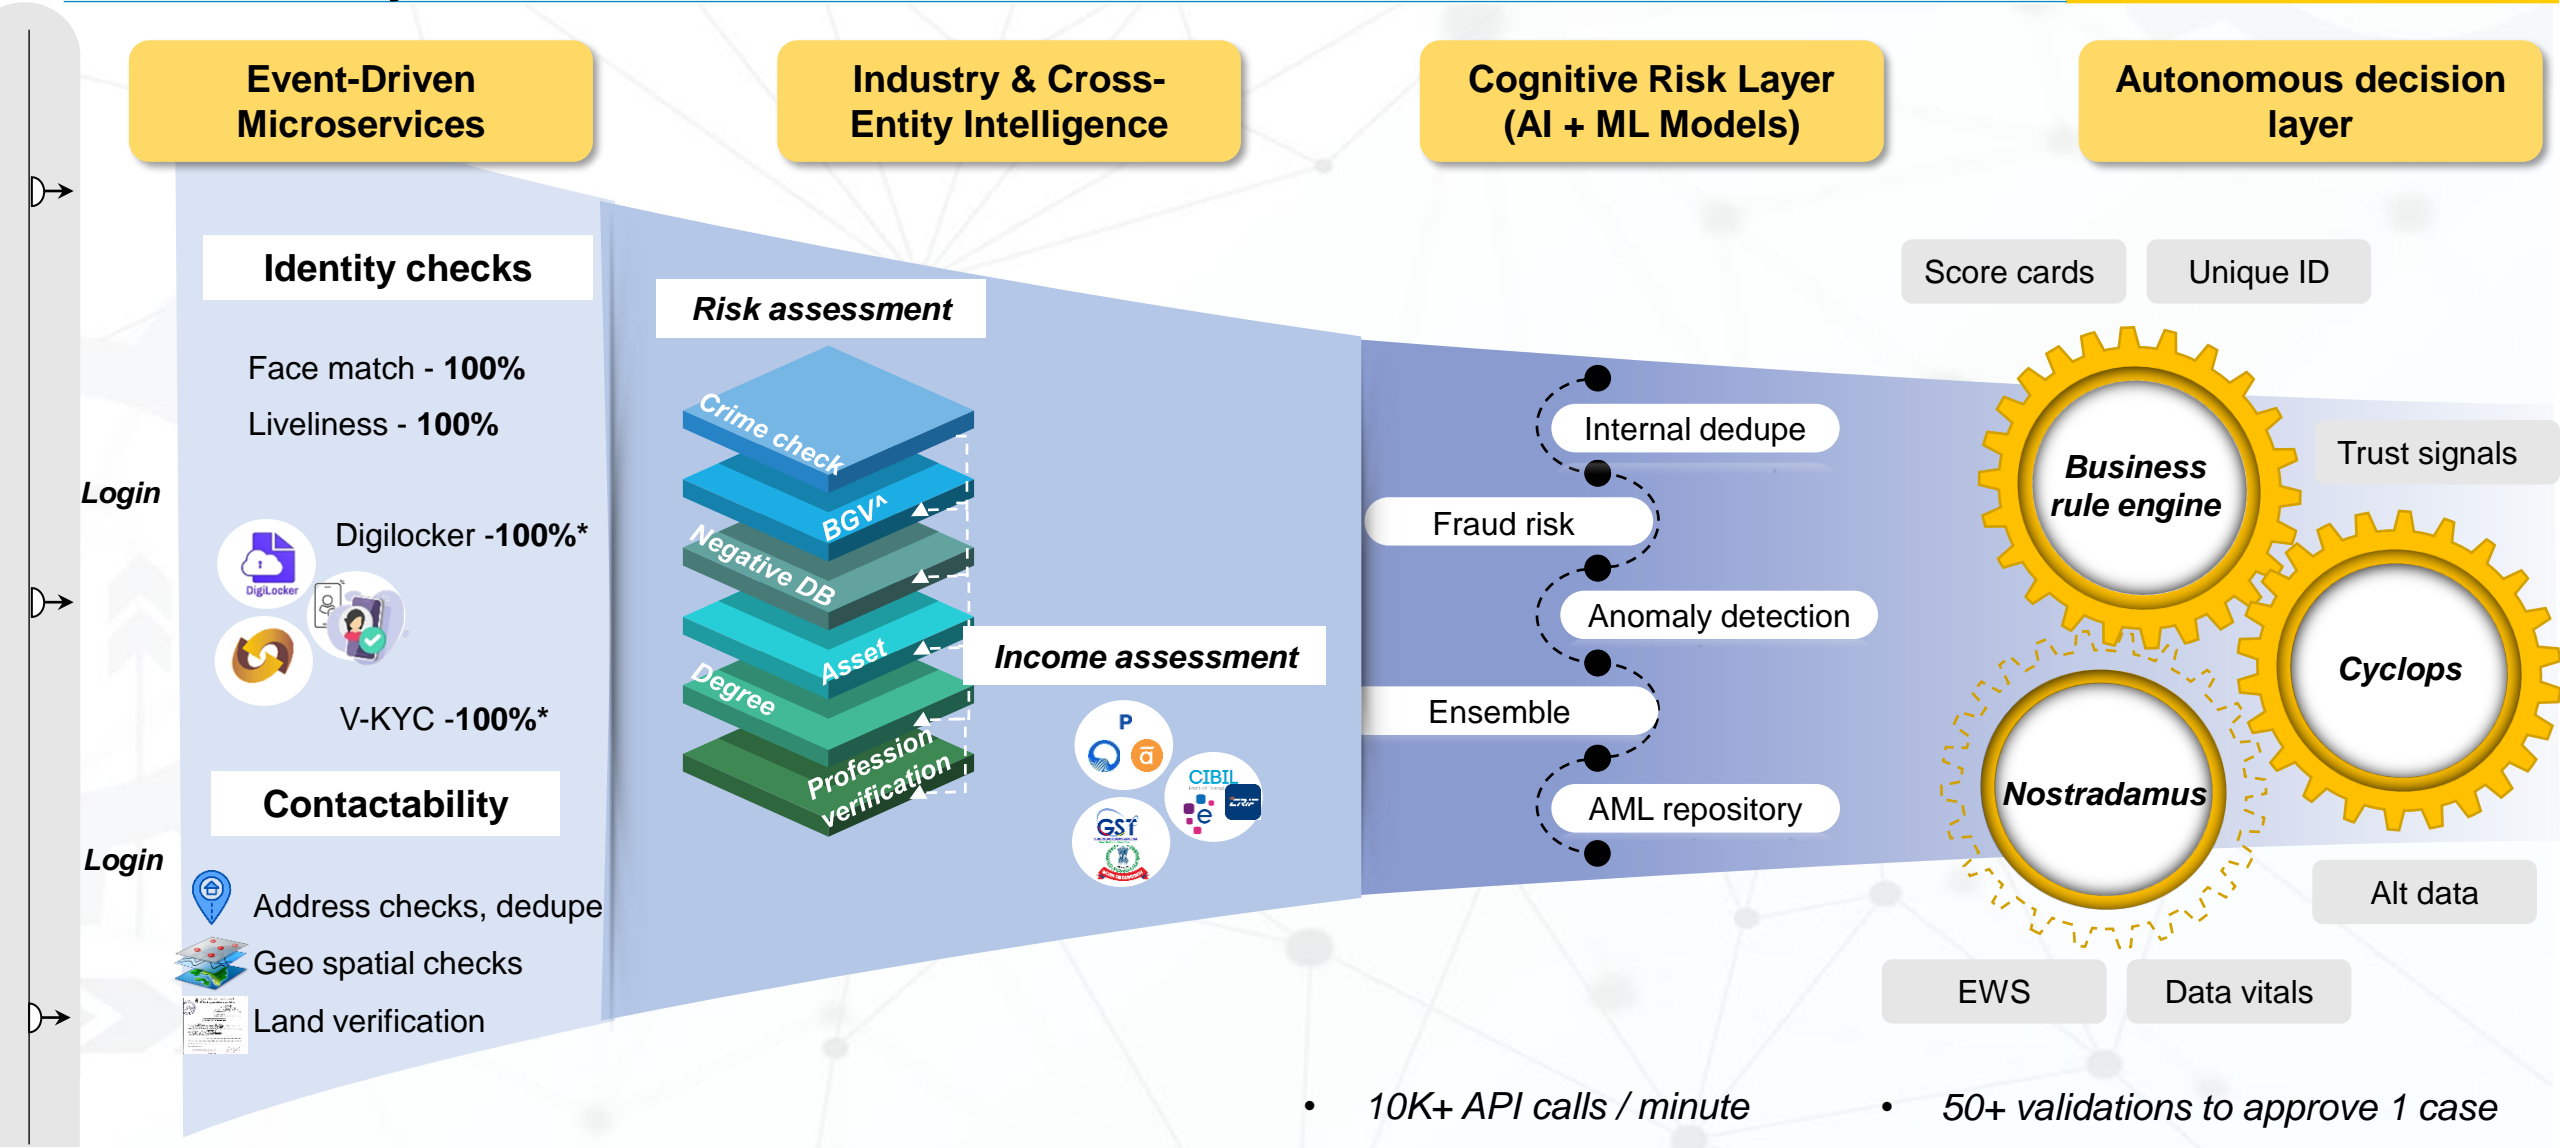 Event-Driven
Microservices
Industry & Cross-
Entity Intelligence
Cognitive Risk Layer
(AI + ML Models)
Autonomous decision
layer
Identity checks
Face match - 100%
Liveliness - 100%
Login
Digilocker -100%*
DigiLocker
V-KYC -100%*
Contactability
Login
Address checks, dedupe
Geo spatial checks
Land verification
Risk assessment
Crime check
BGV^
Negative DB
Asset
Degree
Profession
verification
Income assessment
P
ā
CIBIL
e
GST
Internal dedupe
Fraud risk
Anomaly detection
Ensemble
AML repository
Score cards
Unique ID
Business
rule engine
Trust signals
Cyclops
Nostradamus
Alt data
EWS
Data vitals
• 10K+ API calls / minute
• 50+ validations to approve 1 case